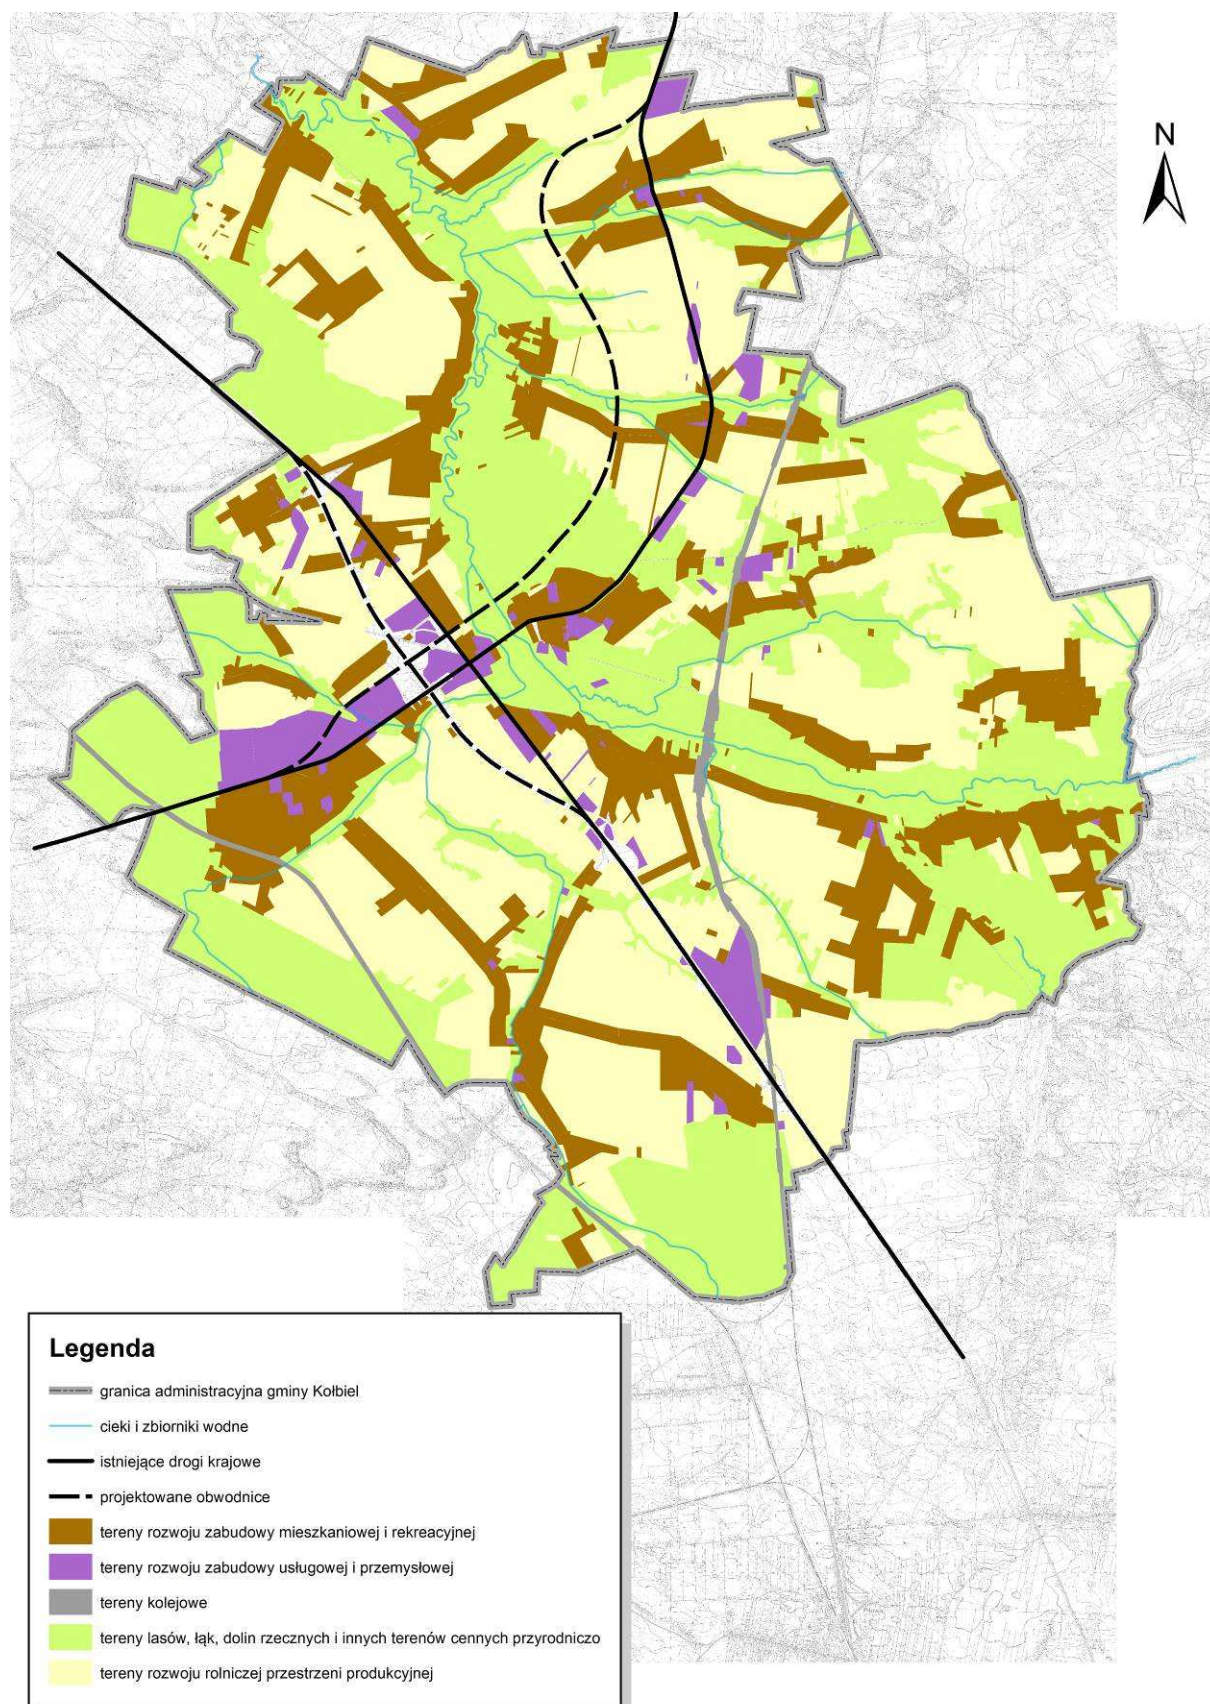 N
Legenda
granica administracyjna gminy Kołbiel
cieki i zbiorniki wodne
istniejące drogi krajowe
projektowane obwodnice
tereny rozwoju zabudowy mieszkaniowej i rekreacyjnej
tereny rozwoju zabudowy usługowej i przemysłowej
tereny kolejowe
tereny lasów, łąk, dolin rzecznych i innych terenów cennych przyrodniczo
tereny rozwoju rolniczej przestrzeni produkcyjnej